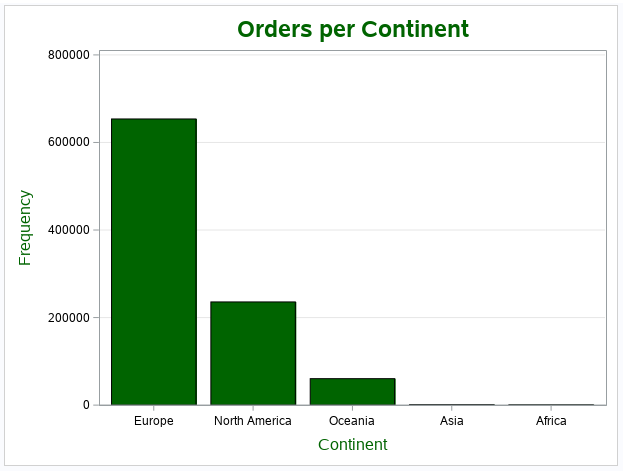 Orders per Continent
Frequency
800000
600000
400000
200000
0
Europe North America Oceania Asia Africa
Continent